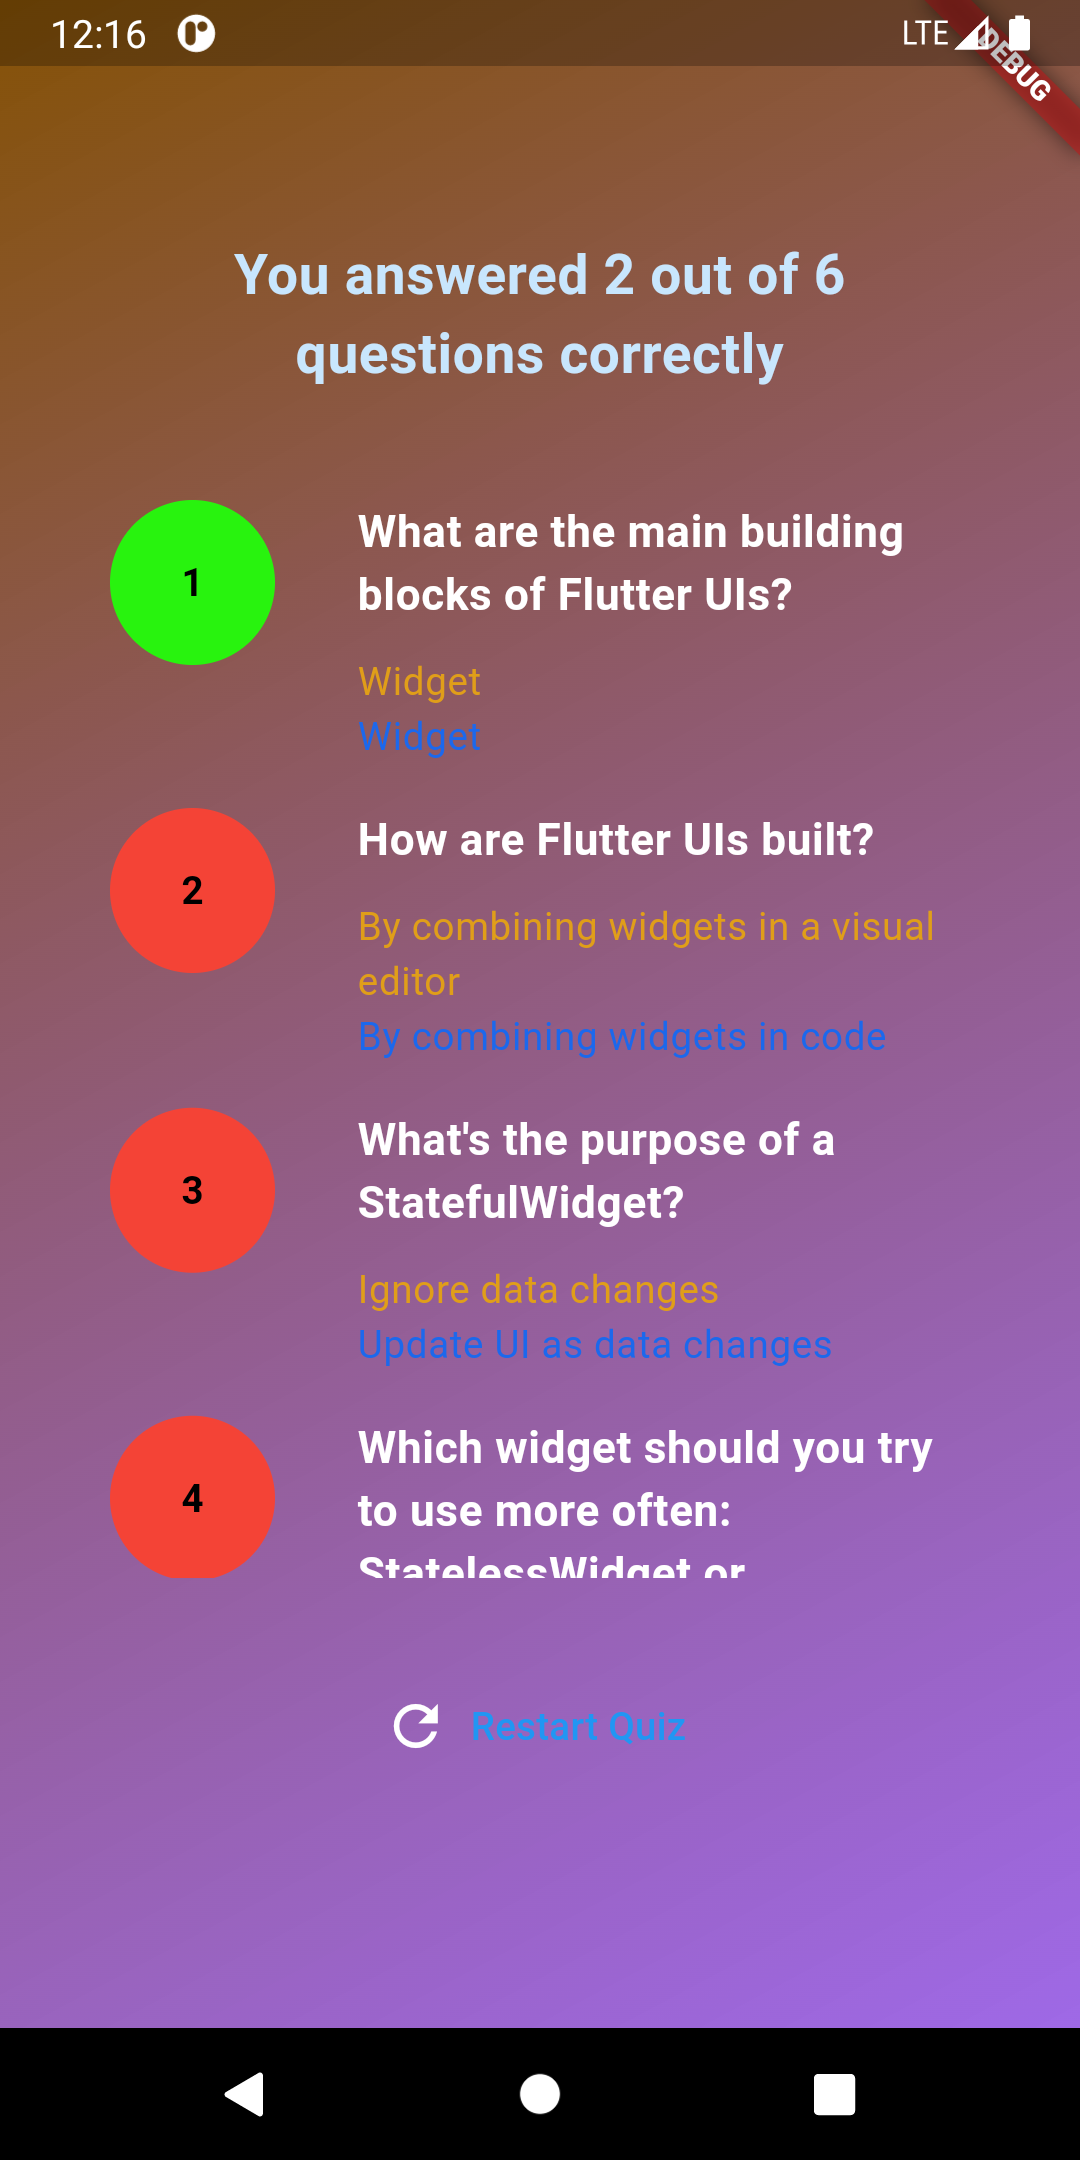 12:16
LTE
DEBUG
You answered 2 out of 6
questions correctly
1
What are the main building
blocks of Flutter UIs?
Widget
Widget
2
How are Flutter UIs built?
By combining widgets in a visual
editor
By combining widgets in code
3
What's the purpose of a
StatefulWidget?
Ignore data changes
Update UI as data changes
4
Which widget should you try
to use more often:
StatelessWidget or
Restart Quiz